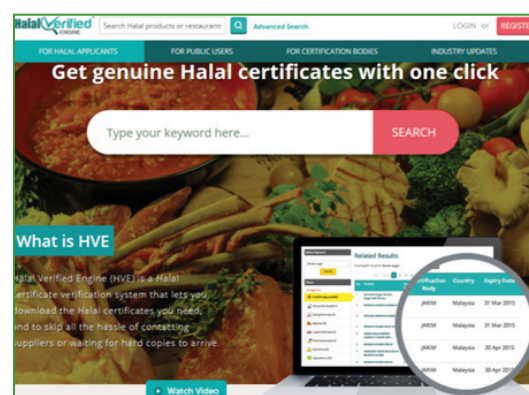 Halal Verified
ENGINE
Search Halal products or restaurants
Advanced Search
LOGIN or REGISTE
FOR HALAL APPLICANTS
FOR PUBLIC USERS
FOR CERTIFICATION BODIES
INDUSTRY UPDATES
Get genuine Halal certificates with one click
Type your keyword here...
SEARCH
What is HVE
Halal Verified Engine (HVE) is a Halal
certificate verification system that lets you
download the Halal certificates you need,
and to skip all the hassle of contacting
suppliers or waiting for hard copies to arrive.
Watch Video
Related Results
Body
Country
Expiry Date
JAKIM Malaysia 31 Mar 2015
JAKIM Malaysia 31 Mar 2015
JAKIM Malaysia 30 Apr 2015
JAKIM Malaysia 30 Apr 2015